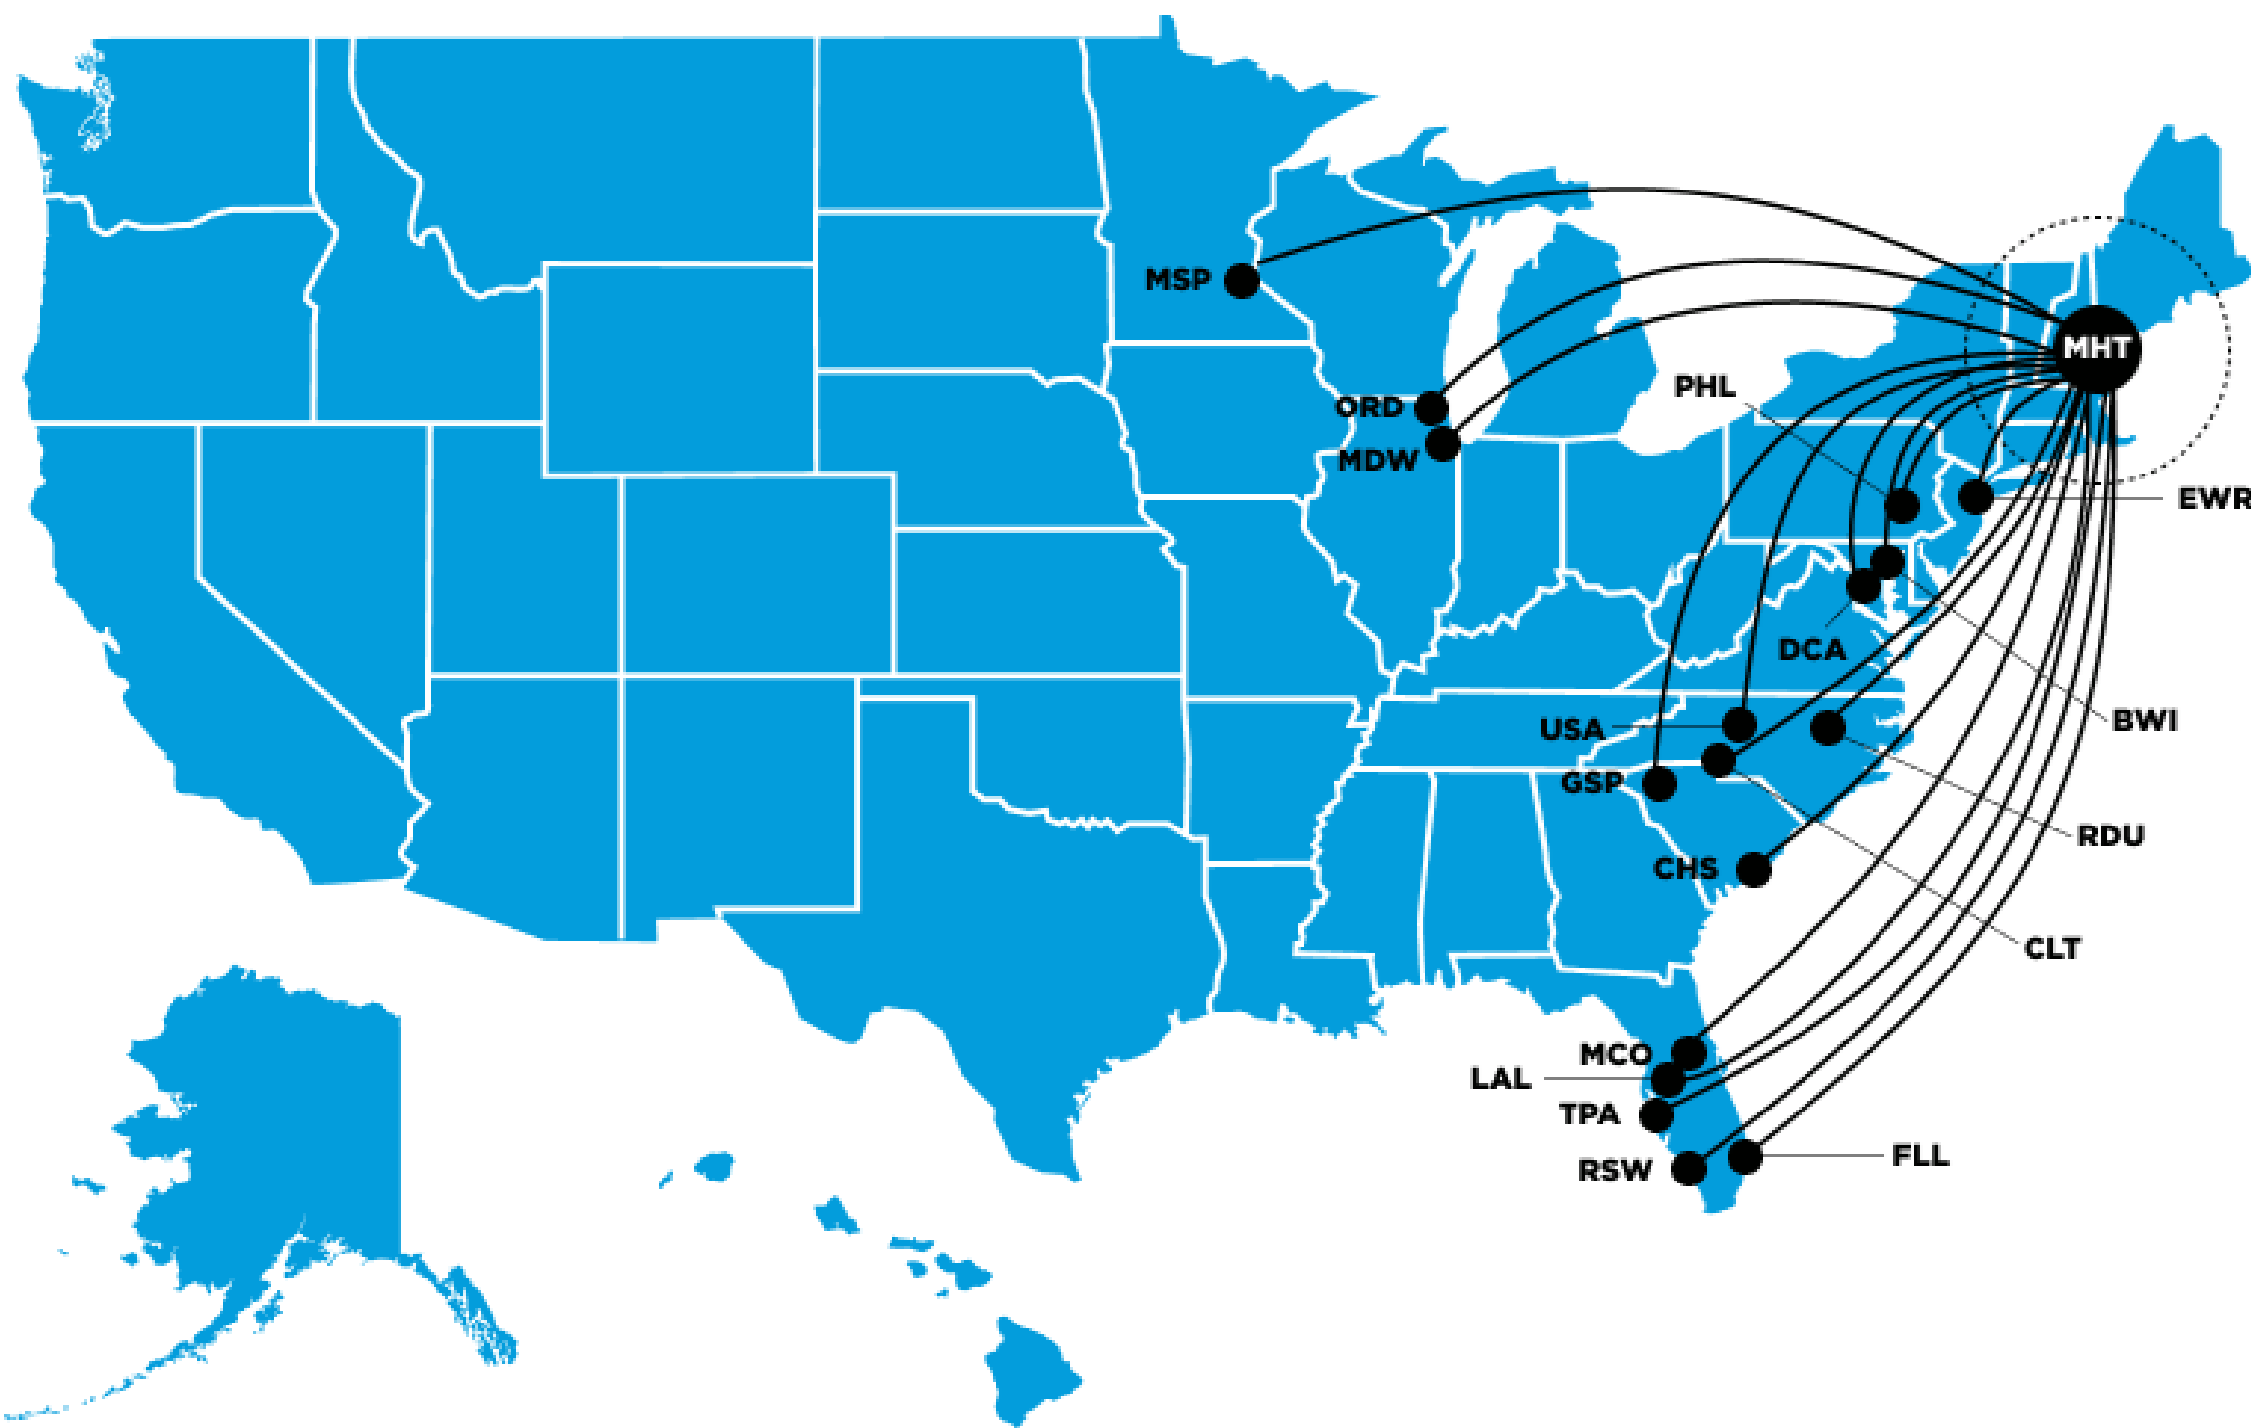 MSP
MHT
PHL
ORD
MDW
EWR
DCA
BWI
USA
GSP
RDU
CHS
CLT
MCO
LAL
TPA
FLL
RSW